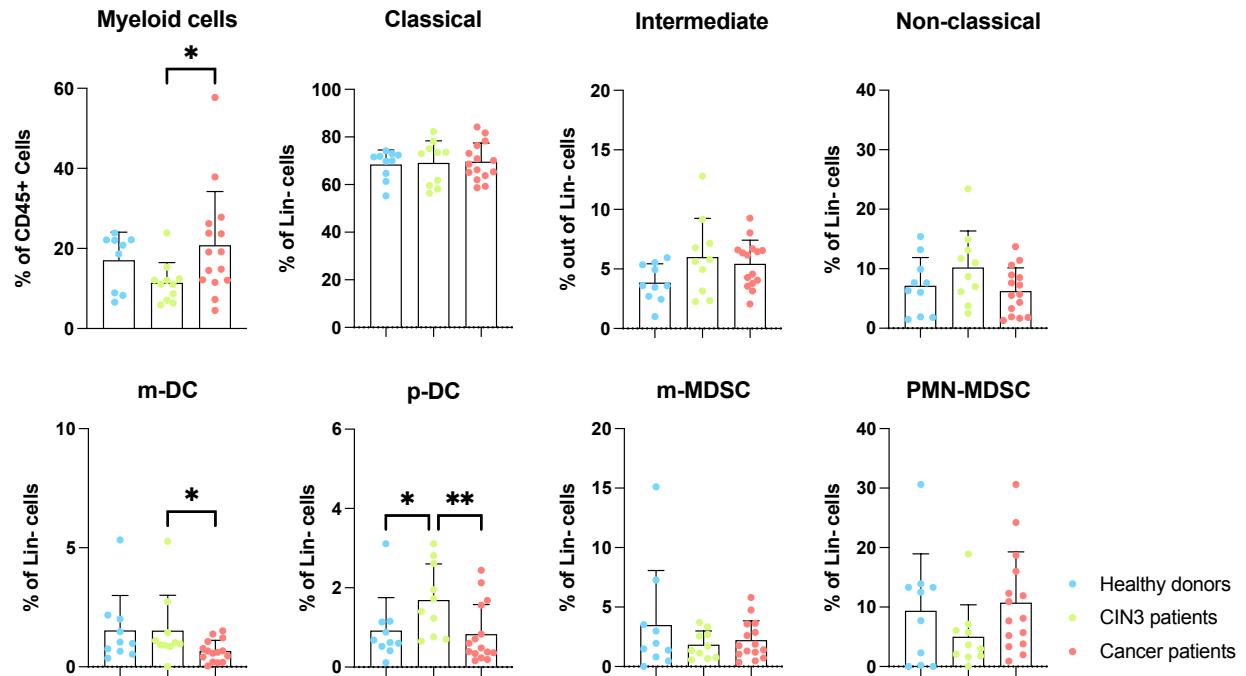 Myeloid cells
Classical
Intermediate
Non-classical
*
% of CD45+ Cells
60
40
20
0
% of Lin- cells
100
80
60
40
20
0
% out of Lin- cells
20
15
10
5
0
% of Lin- cells
40
30
20
10
0
m-DC
p-DC
m-MDSC
PMN-MDSC
% of Lin- cells
10
5
0
*
% of Lin- cells
6
4
2
0
* **
% of Lin- cells
20
15
10
5
0
% of Lin- cells
40
30
20
10
0
Healthy donors
CIN3 patients
Cancer patients